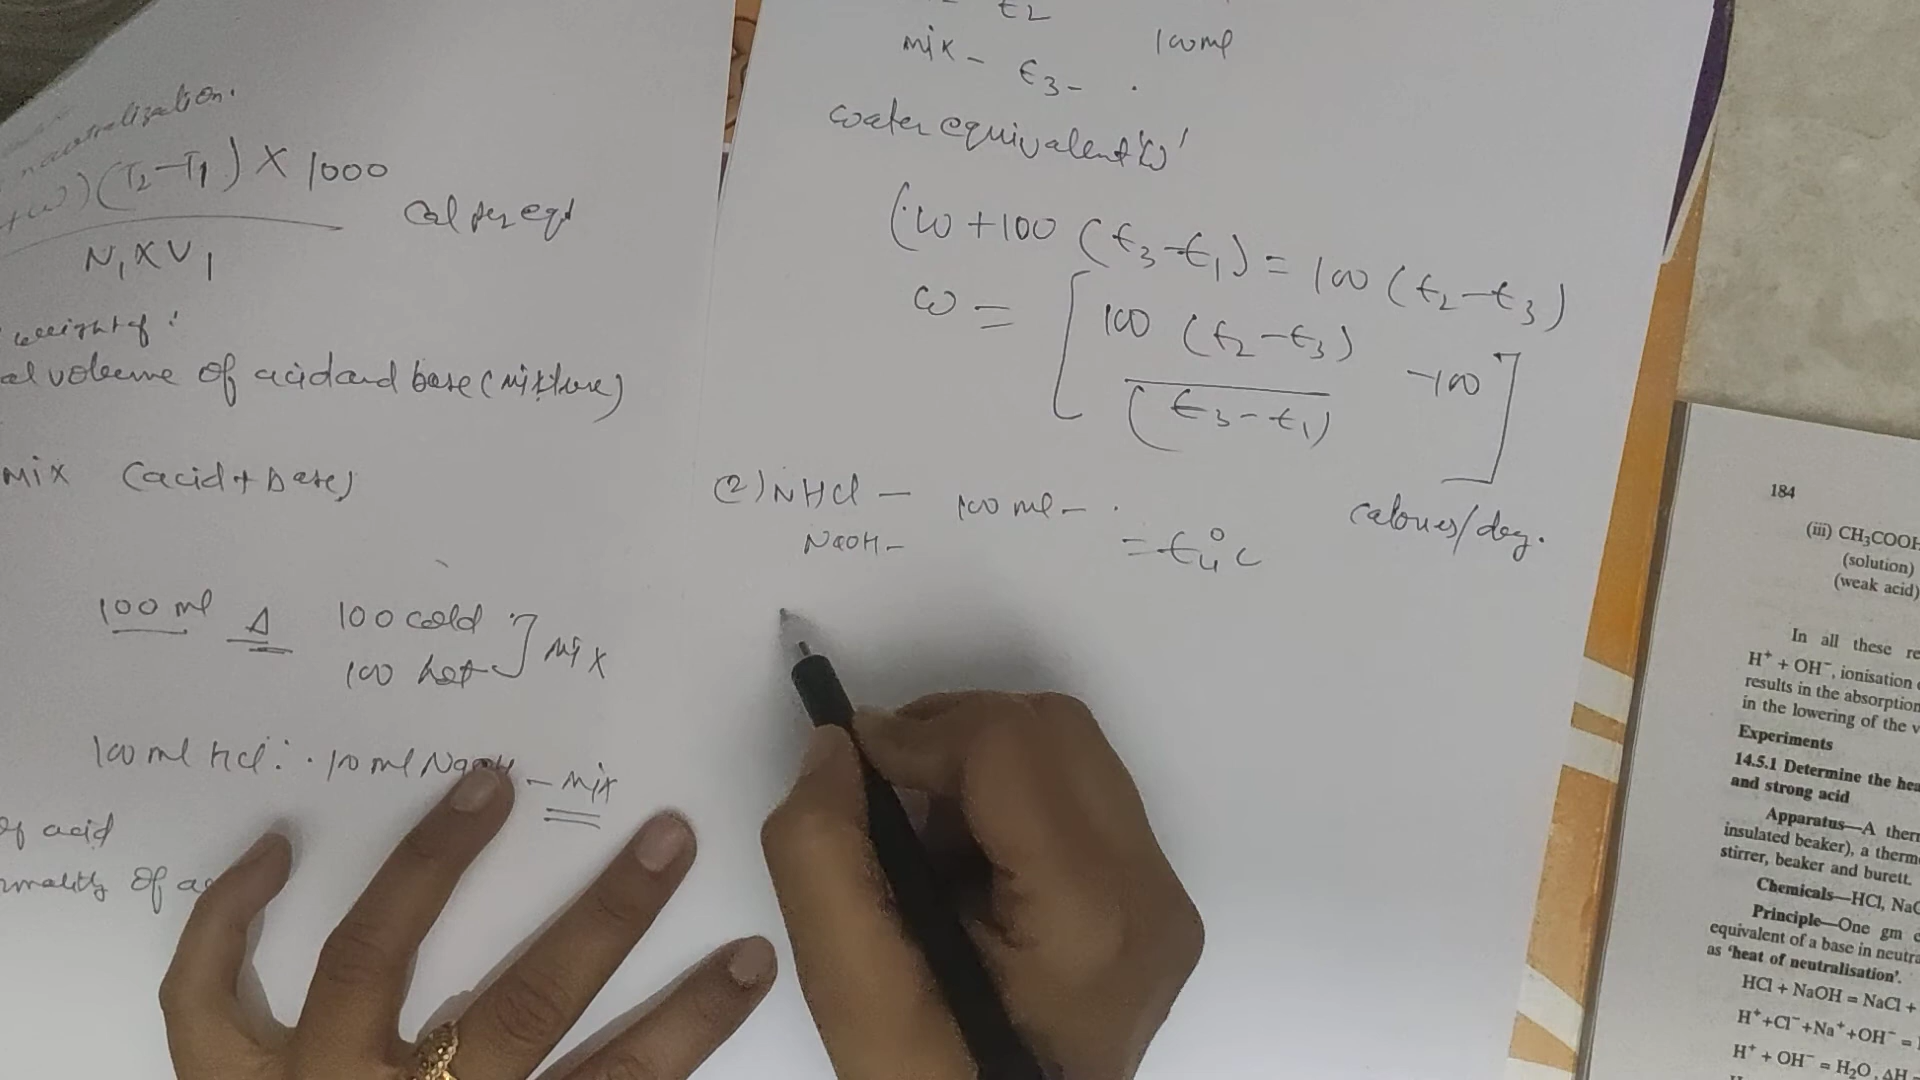 neutralization.
+w)(T2-T1) X 1000
N1 X V1
cal per eqt
weight of :
al volume of acid and base (mixture)
mix (acid + base)
100 ml Δ 100 cold
100 hot ] mix
100 ml HCl : . 100 ml NaOH - mix
of acid
rmality of ac
t2
mix - t3 - . 100 ml
water equivalent 'w'
(w + 100 (t3 - t1) = 100 (t2 - t3)
w = [ 100 (t2 - t3) - 100 ]
(t3 - t1)
calories/deg.
(2) N HCl - 100 ml - .
NaOH -
= t4°c
184
(iii) CH₃COOH
(solution)
(weak acid)
In all these re
H⁺ + OH⁻, ionisation
results in the absorption
in the lowering of the v
Experiments
14.5.1 Determine the hea
and strong acid
Apparatus—A therm
insulated beaker), a therm
stirrer, beaker and burett.
Chemicals—HCl, NaO
Principle—One gm e
equivalent of a base in neutra
as 'heat of neutralisation'.
HCl + NaOH = NaCl +
H⁺+Cl⁻+Na⁺+OH⁻ =
H⁺ + OH⁻ = H₂O, ΔH